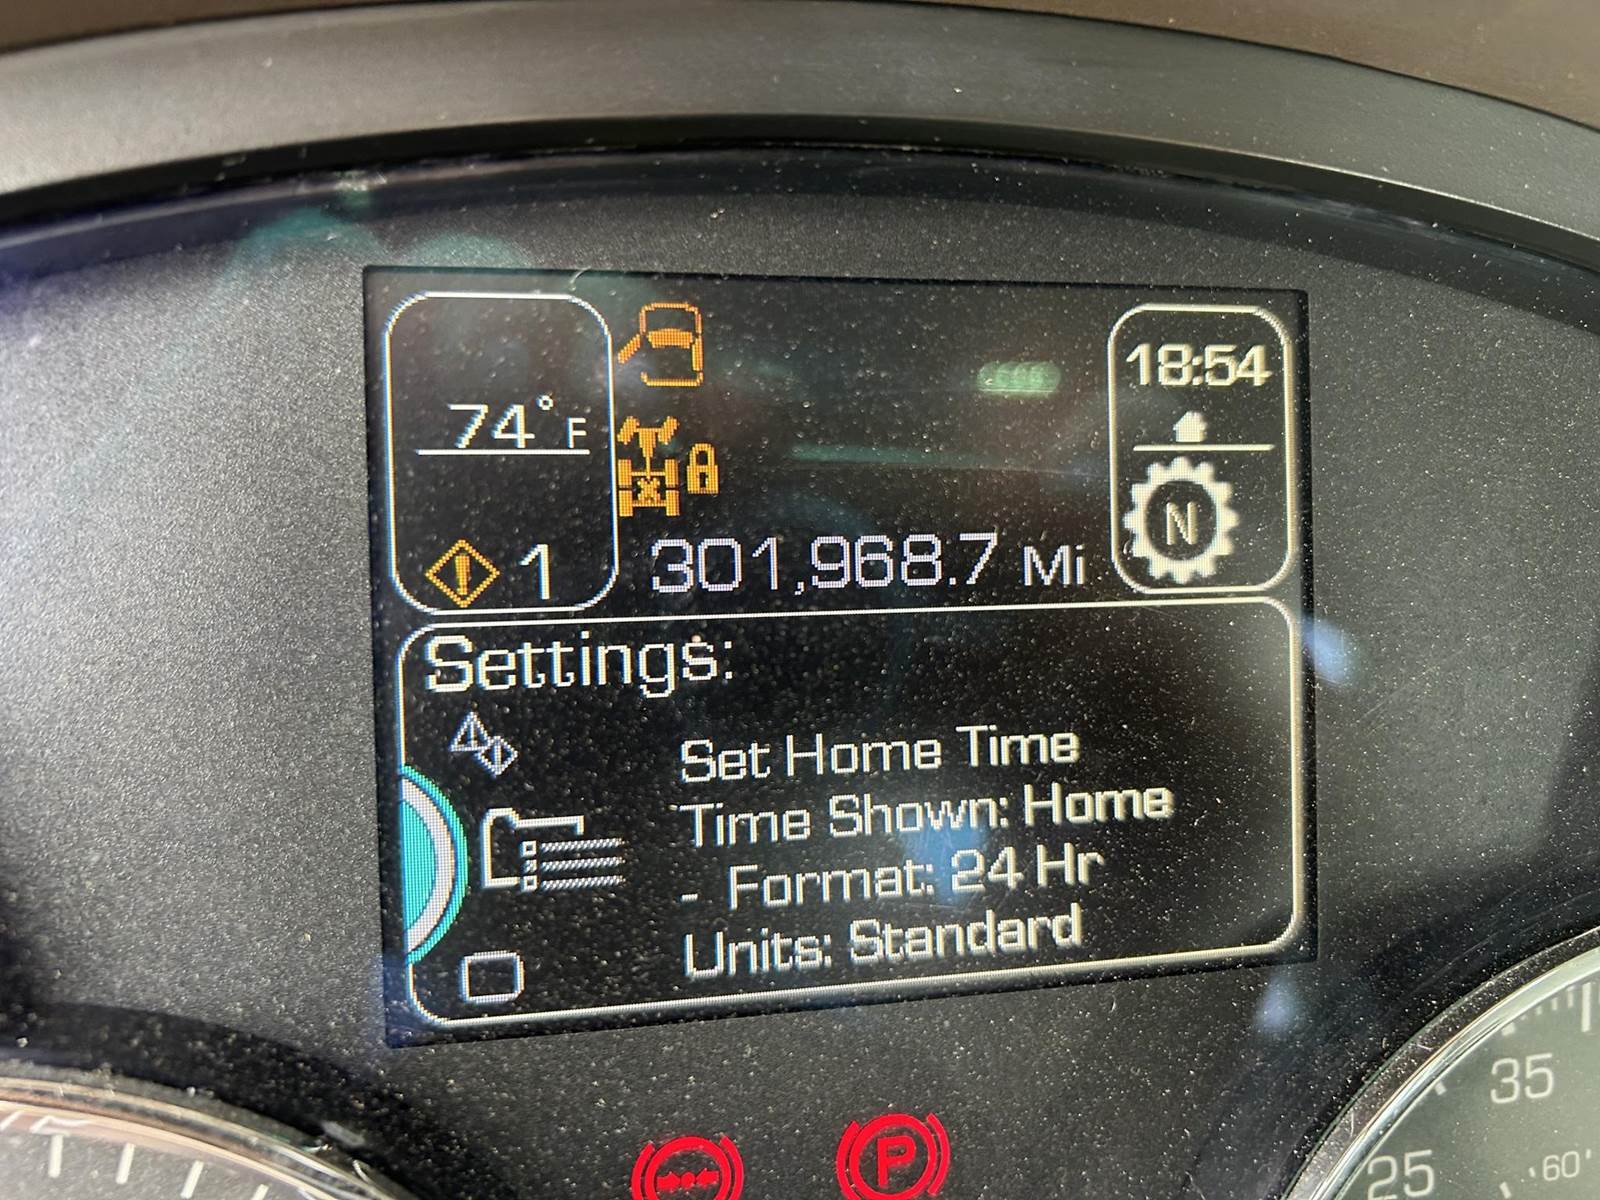 18:54
74°F
N
1
301,968.7 Mi
Settings:
Set Home Time
Time Shown: Home
- Format: 24 Hr
Units: Standard
P
35
25
60